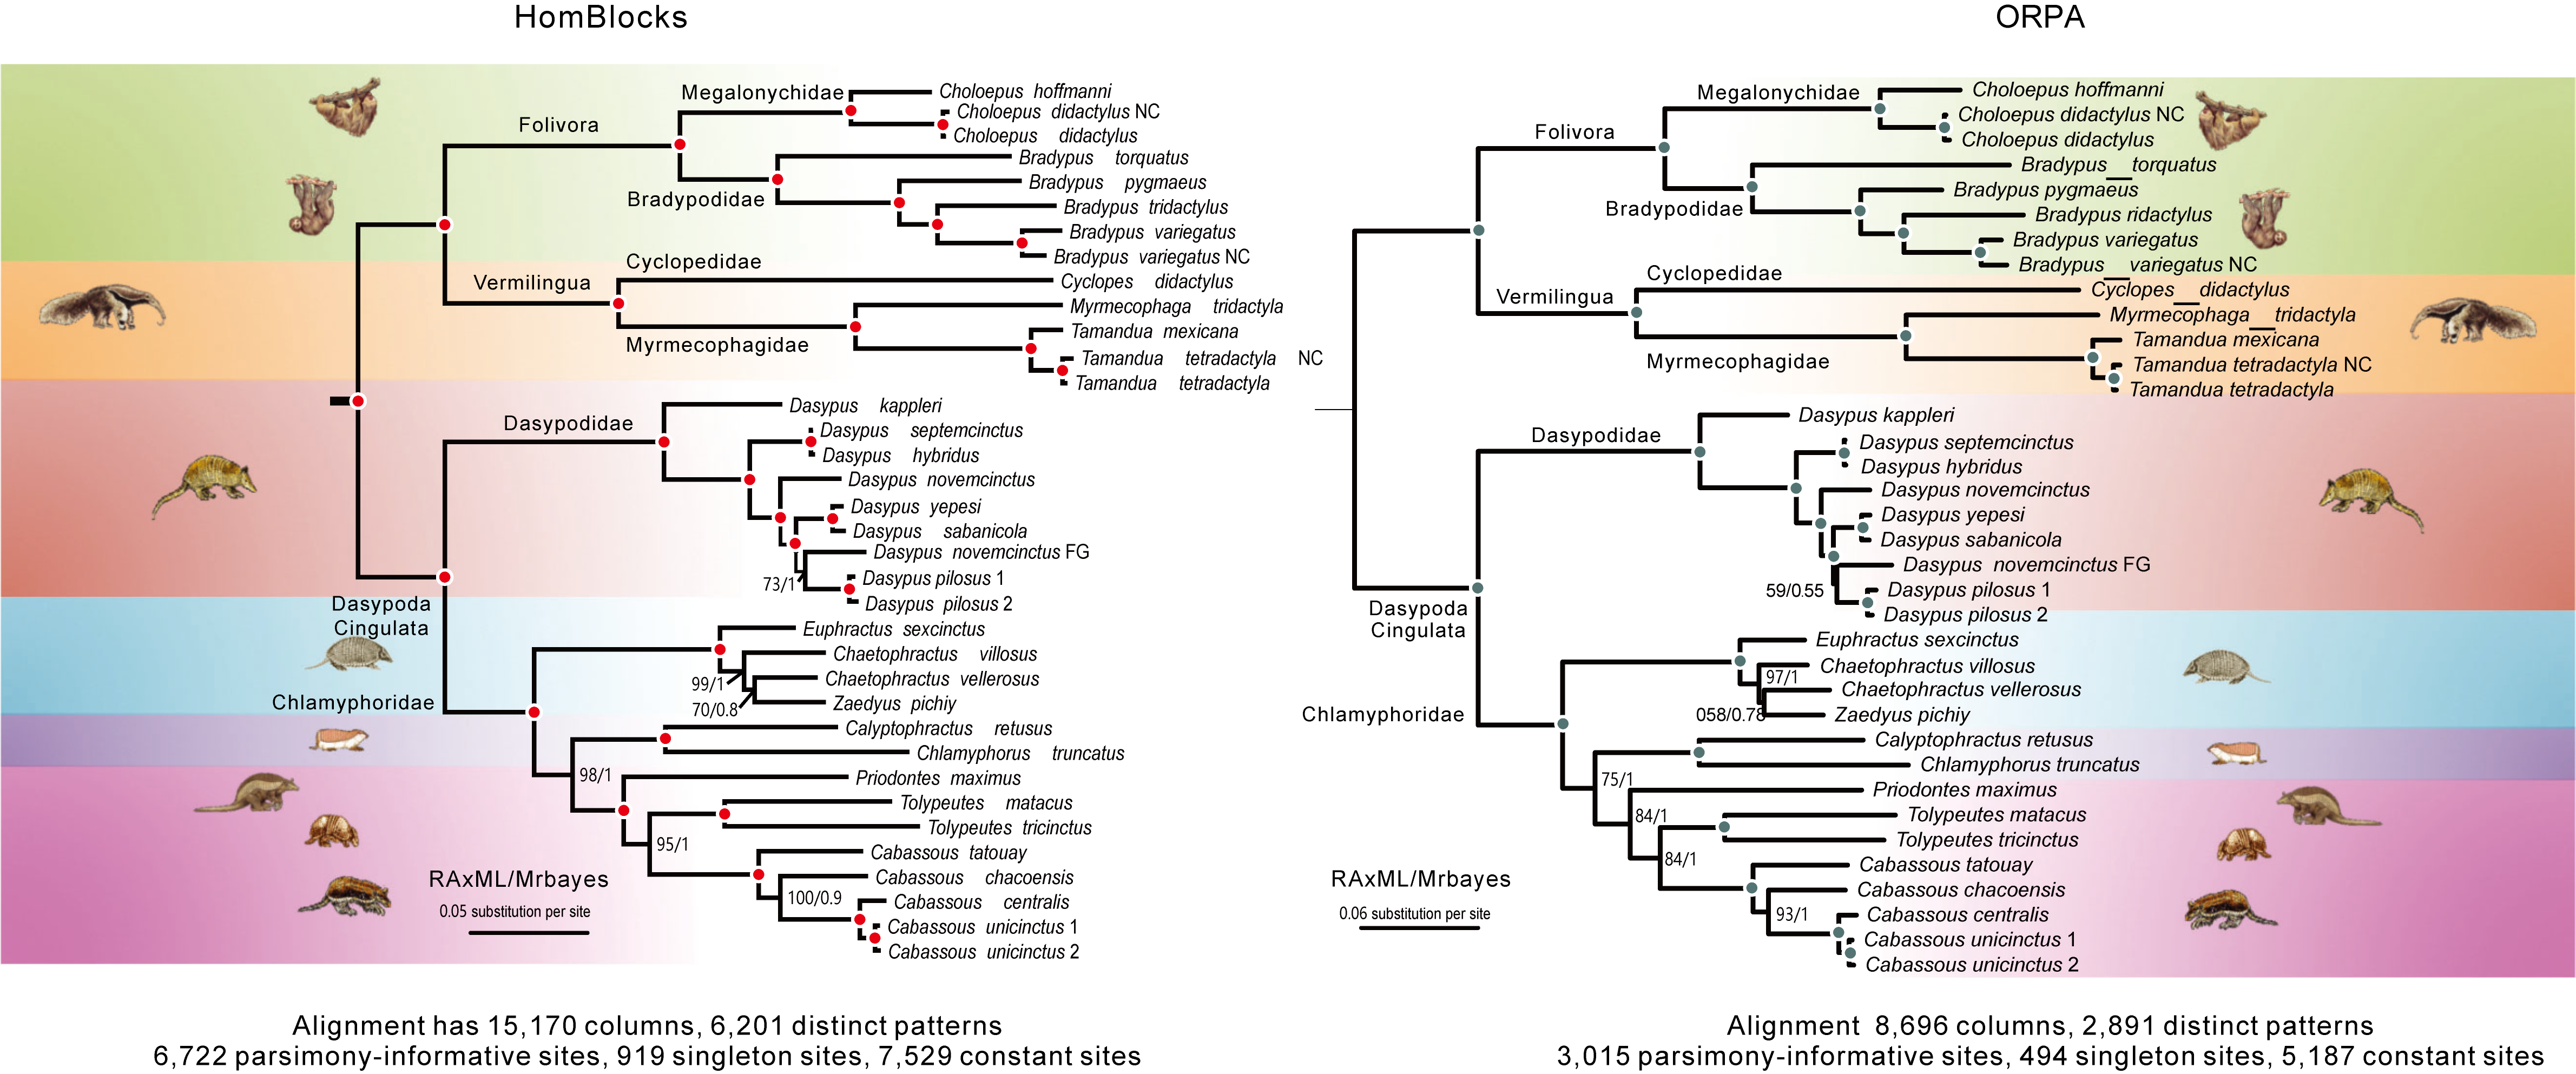 HomBlocks
Megalonychidae
Choloepus hoffmanni
Choloepus didactylus NC
Folivora
Choloepus didactylus
Bradypus torquatus
Bradypus pygmaeus
Bradypodidae
Bradypus tridactylus
Bradypus variegatus
Bradypus variegatus NC
Cyclopedidae
Vermilingua
Cyclopes didactylus
Myrmecophaga tridactyla
Tamandua mexicana
Myrmecophagidae
Tamandua tetradactyla NC
Tamandua tetradactyla
Dasypus kappleri
Dasypodidae
Dasypus septemcinctus
Dasypus hybridus
Dasypus novemcinctus
Dasypus yepesi
Dasypus sabanicola
Dasypus novemcinctus FG
73/1
Dasypus pilosus 1
Dasypus pilosus 2
Dasypoda
Cingulata
Euphractus sexcinctus
Chaetophractus villosus
99/1
Chaetophractus vellerosus
Chlamyphoridae
70/0.8
Zaedyus pichiy
Calyptophractus retusus
Chlamyphorus truncatus
98/1
Priodontes maximus
Tolypeutes matacus
Tolypeutes tricinctus
95/1
Cabassous tatouay
Cabassous chacoensis
100/0.9
Cabassous centralis
Cabassous unicinctus 1
Cabassous unicinctus 2
RAxML/Mrbayes
0.05 substitution per site
Alignment has 15,170 columns, 6,201 distinct patterns
6,722 parsimony-informative sites, 919 singleton sites, 7,529 constant sites
ORPA
Megalonychidae
Choloepus hoffmanni
Choloepus didactylus NC
Folivora
Choloepus didactylus
Bradypus torquatus
Bradypus pygmaeus
Bradypodidae
Bradypus ridactylus
Bradypus variegatus
Bradypus variegatus NC
Cyclopedidae
Vermilingua
Cyclopes didactylus
Myrmecophaga tridactyla
Tamandua mexicana
Myrmecophagidae
Tamandua tetradactyla NC
Tamandua tetradactyla
Dasypus kappleri
Dasypodidae
Dasypus septemcinctus
Dasypus hybridus
Dasypus novemcinctus
Dasypus yepesi
Dasypus sabanicola
Dasypus novemcinctus FG
59/0.55
Dasypus pilosus 1
Dasypus pilosus 2
Dasypoda
Cingulata
Euphractus sexcinctus
Chaetophractus villosus
97/1
Chaetophractus vellerosus
Chlamyphoridae
058/0.78
Zaedyus pichiy
Calyptophractus retusus
Chlamyphorus truncatus
75/1
Priodontes maximus
84/1
Tolypeutes matacus
Tolypeutes tricinctus
84/1
Cabassous tatouay
Cabassous chacoensis
93/1
Cabassous centralis
Cabassous unicinctus 1
Cabassous unicinctus 2
RAxML/Mrbayes
0.06 substitution per site
Alignment 8,696 columns, 2,891 distinct patterns
3,015 parsimony-informative sites, 494 singleton sites, 5,187 constant sites